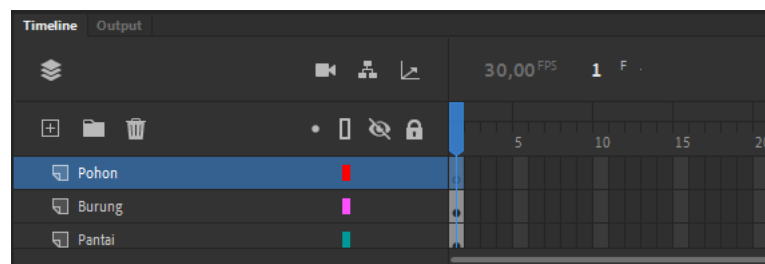 Timeline Output
30,00 FPS 1 F
5 10 15
Pohon
Burung
Pantai